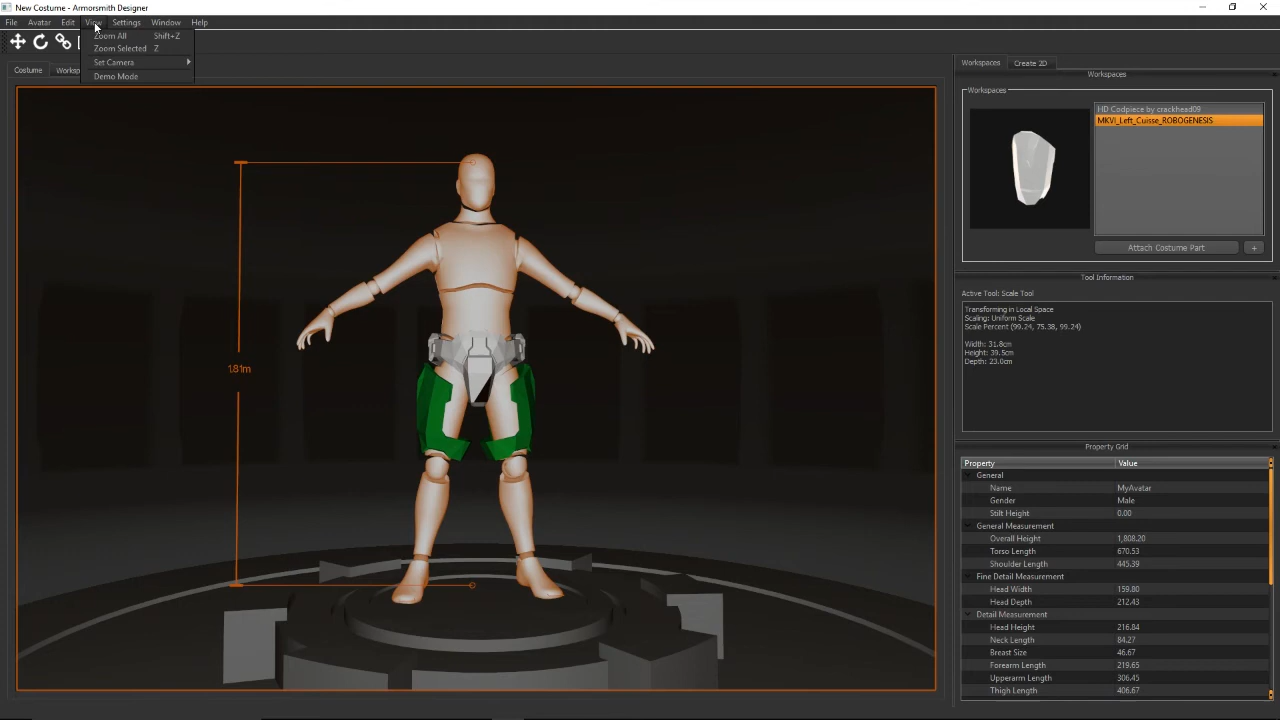 New Costume - Armorsmith Designer
File Avatar Edit View Settings Window Help
Zoom All Shift+Z
Zoom Selected Z
Set Camera
Demo Mode
Costume
1.81m
Workspaces Create 2D
Workspaces
Workspaces
HD Codpiece by crackhead09
MKVI_Left_Cuisse_ROBOGENESIS
Attach Costume Part +
Tool Information
Active Tool: Scale Tool
Transforming in Local Space
Scaling: Uniform Scale
Scale Percent (99.24, 75.38, 99.24)
Width: 31.8cm
Height: 39.5cm
Depth: 23.0cm
Property Grid
Property Value
General
Name MyAvatar
Gender Male
Stilt Height 0.00
General Measurement
Overall Height 1,808.20
Torso Length 670.53
Shoulder Length 445.39
Fine Detail Measurement
Head Width 159.80
Head Depth 212.43
Detail Measurement
Head Height 216.84
Neck Length 84.27
Breast Size 46.67
Forearm Length 219.65
Upperarm Length 306.45
Thigh Length 406.67